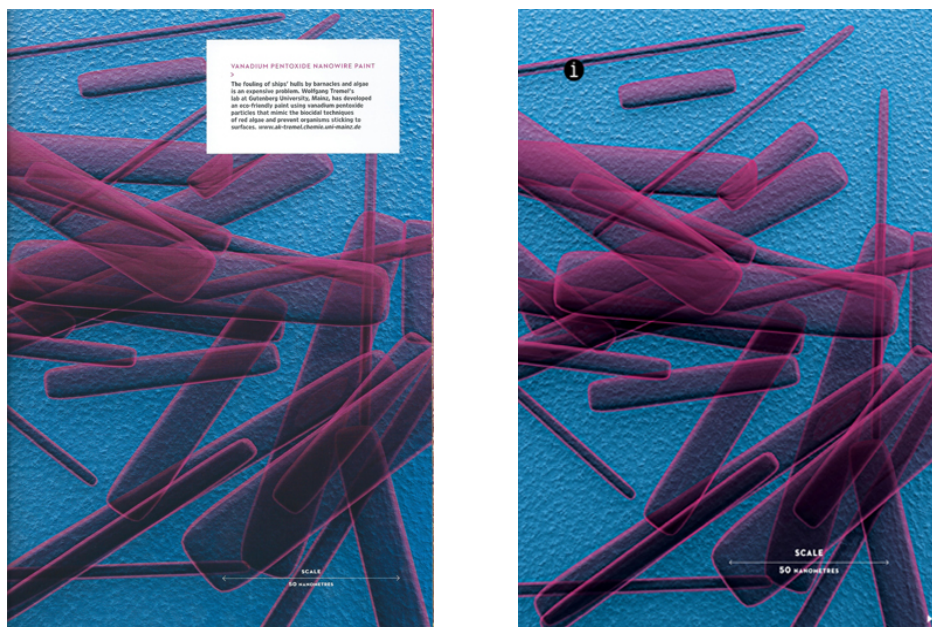 VANADIUM PENTOXIDE NANOWIRE PAINT
>
The fouling of ships' hulls by barnacles and algae
is an expensive problem. Wolfgang Tremel's
lab at Gutenberg University, Mainz, has developed
an eco-friendly paint using vanadium pentoxide
particles that mimic the biocidal techniques
of red algae and prevent organisms sticking to
surfaces. www.ak-tremel.chemie.uni-mainz.de
SCALE
50 NANOMETRES
i
SCALE
50 NANOMETRES